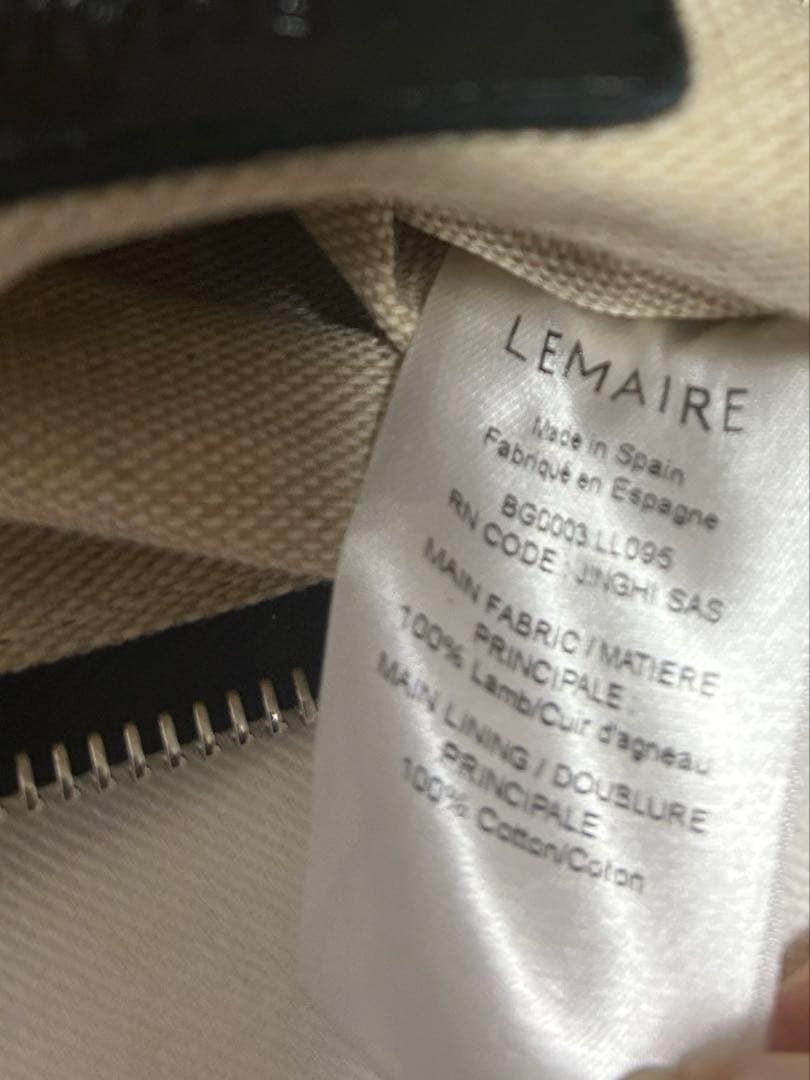 LEMAIRE
Made in Spain
Fabriqué en Espagne
BG0003 LL095
RN CODE : JINGHI SAS
MAIN FABRIC / MATIERE
PRINCIPALE :
100% Lamb/Cuir d'agneau
MAIN LINING / DOUBLURE
PRINCIPALE
100% Cotton/Coton